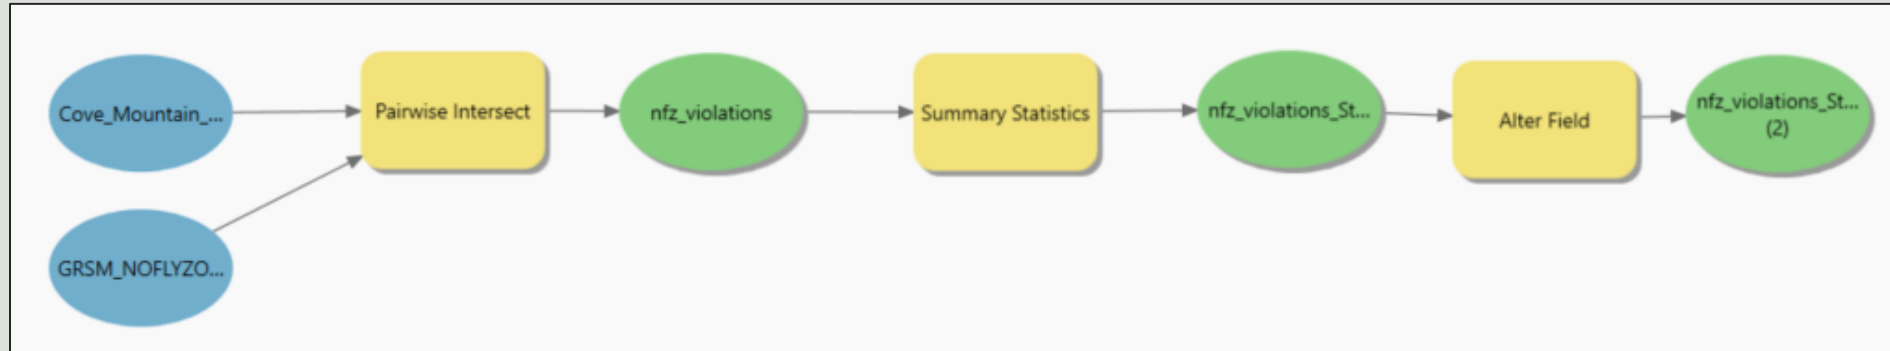 Cove_Mountain_...
Pairwise Intersect
nfz_violations
Summary Statistics
nfz_violations_St...
Alter Field
nfz_violations_St...
(2)
GRSM_NOFLYZO...